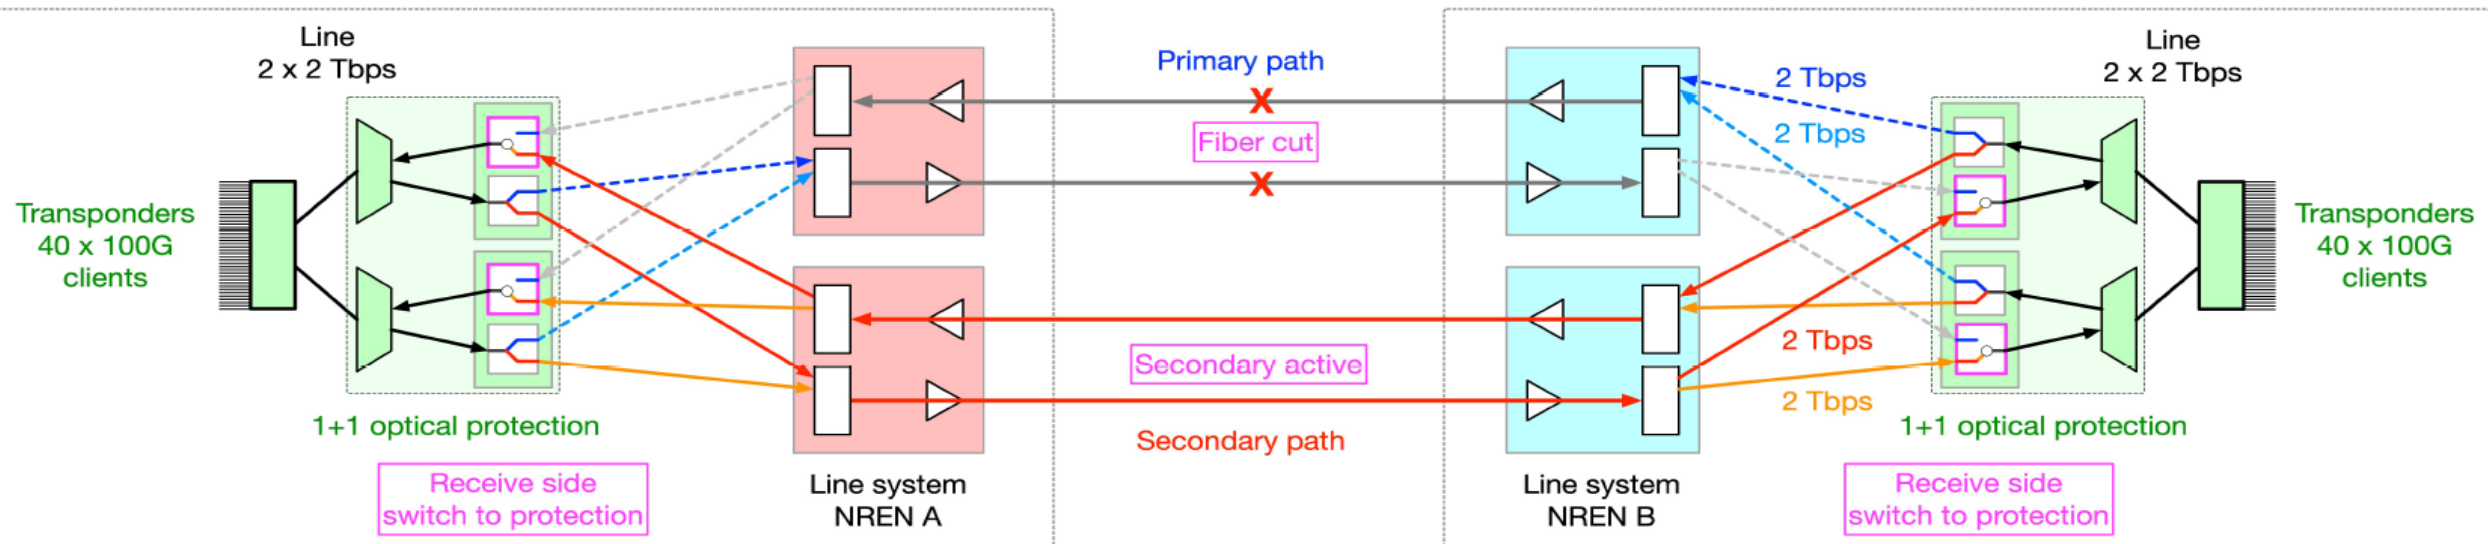 Line
2 x 2 Tbps
Transponders
40 x 100G
clients
1+1 optical protection
Receive side
switch to protection
Line system
NREN A
Primary path
X
Fiber cut
X
Secondary active
Secondary path
Line system
NREN B
2 Tbps
2 Tbps
2 Tbps
2 Tbps
Line
2 x 2 Tbps
Transponders
40 x 100G
clients
1+1 optical protection
Receive side
switch to protection